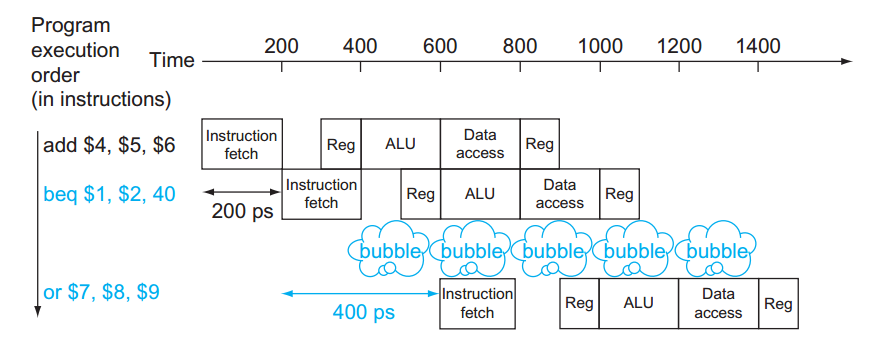 Program
execution
order
(in instructions)
Time
200 400 600 800 1000 1200 1400
add $4, $5, $6
Instruction
fetch
Reg
ALU
Data
access
Reg
beq $1, $2, 40
200 ps
Instruction
fetch
Reg
ALU
Data
access
Reg
bubble bubble bubble bubble bubble
or $7, $8, $9
400 ps
Instruction
fetch
Reg
ALU
Data
access
Reg